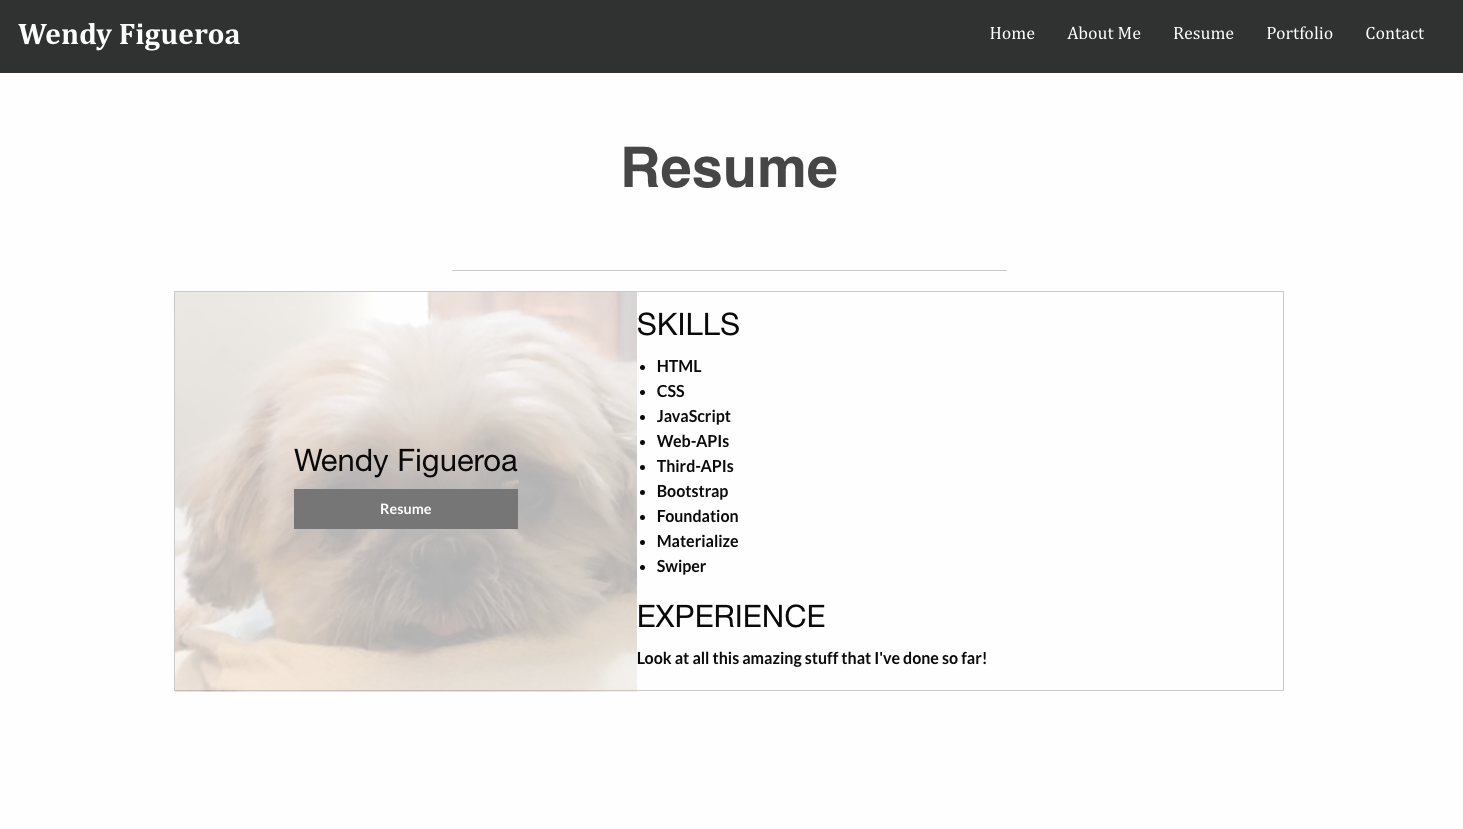 Wendy Figueroa
Home About Me Resume Portfolio Contact
Resume
Wendy Figueroa
Resume
SKILLS
HTML
CSS
JavaScript
Web-APIs
Third-APIs
Bootstrap
Foundation
Materialize
Swiper
EXPERIENCE
Look at all this amazing stuff that I've done so far!